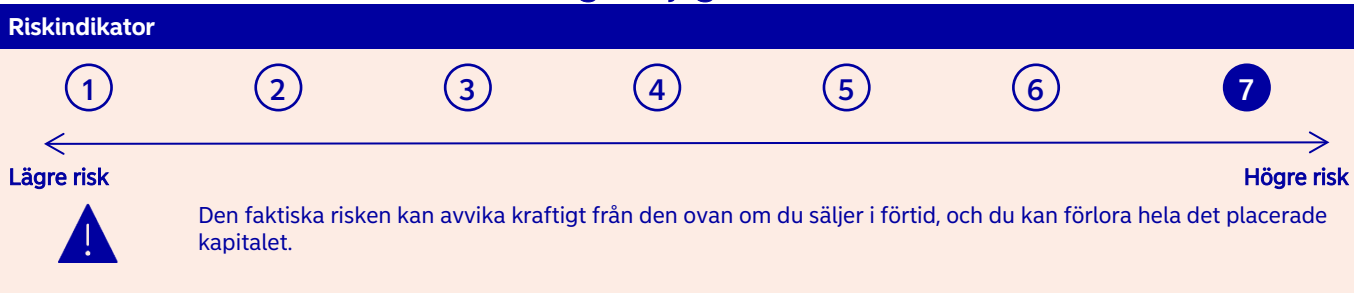 Riskindikator
1 2 3 4 5 6 7
Lägre risk Högre risk
Den faktiska risken kan avvika kraftigt från den ovan om du säljer i förtid, och du kan förlora hela det placerade
kapitalet.